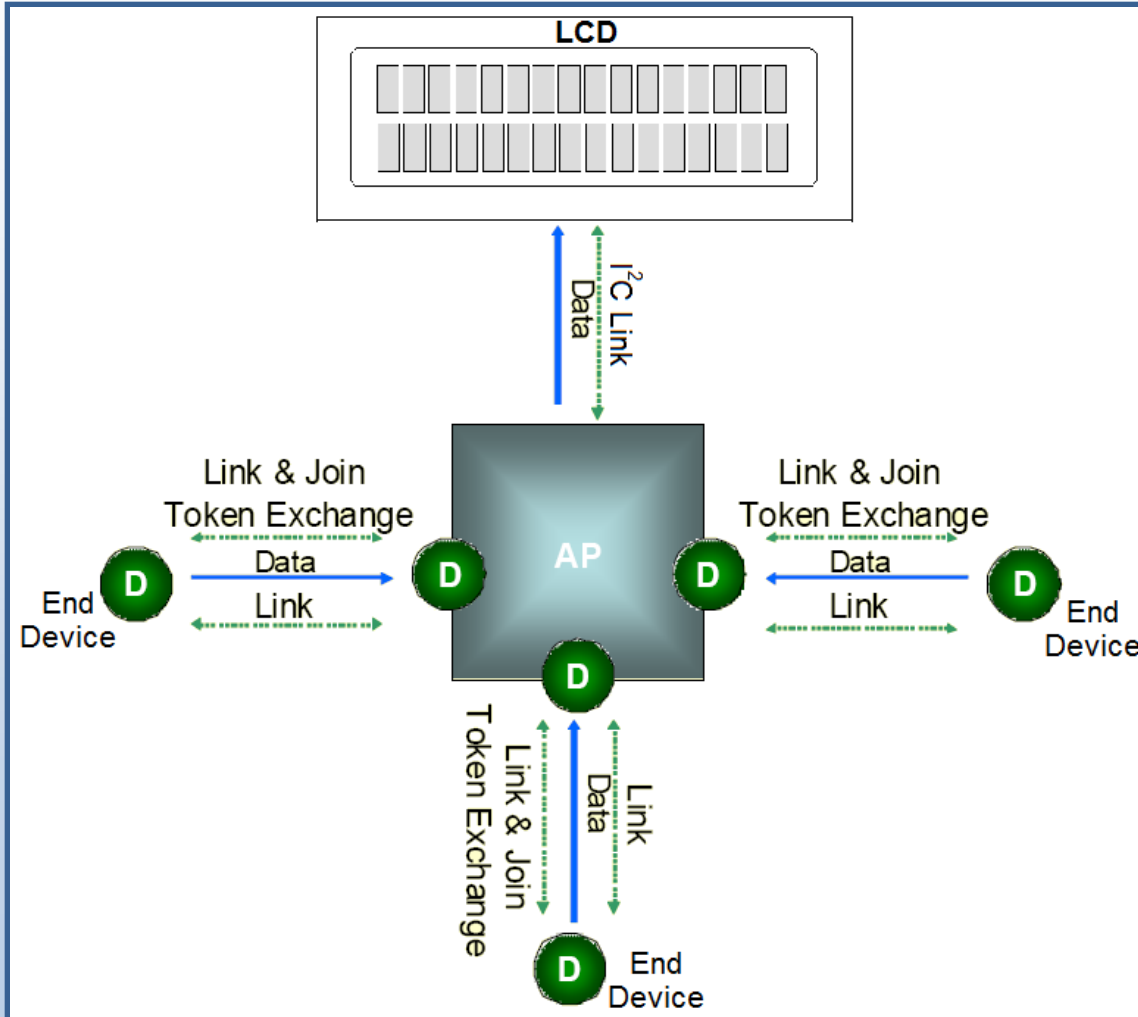 LCD
I²C Link
Data
Link & Join
Token Exchange
Data
Link
D
End
Device
D
AP
D
Link & Join
Token Exchange
Data
Link
D
End
Device
D
Link & Join
Token Exchange
Data
Link
D
End
Device